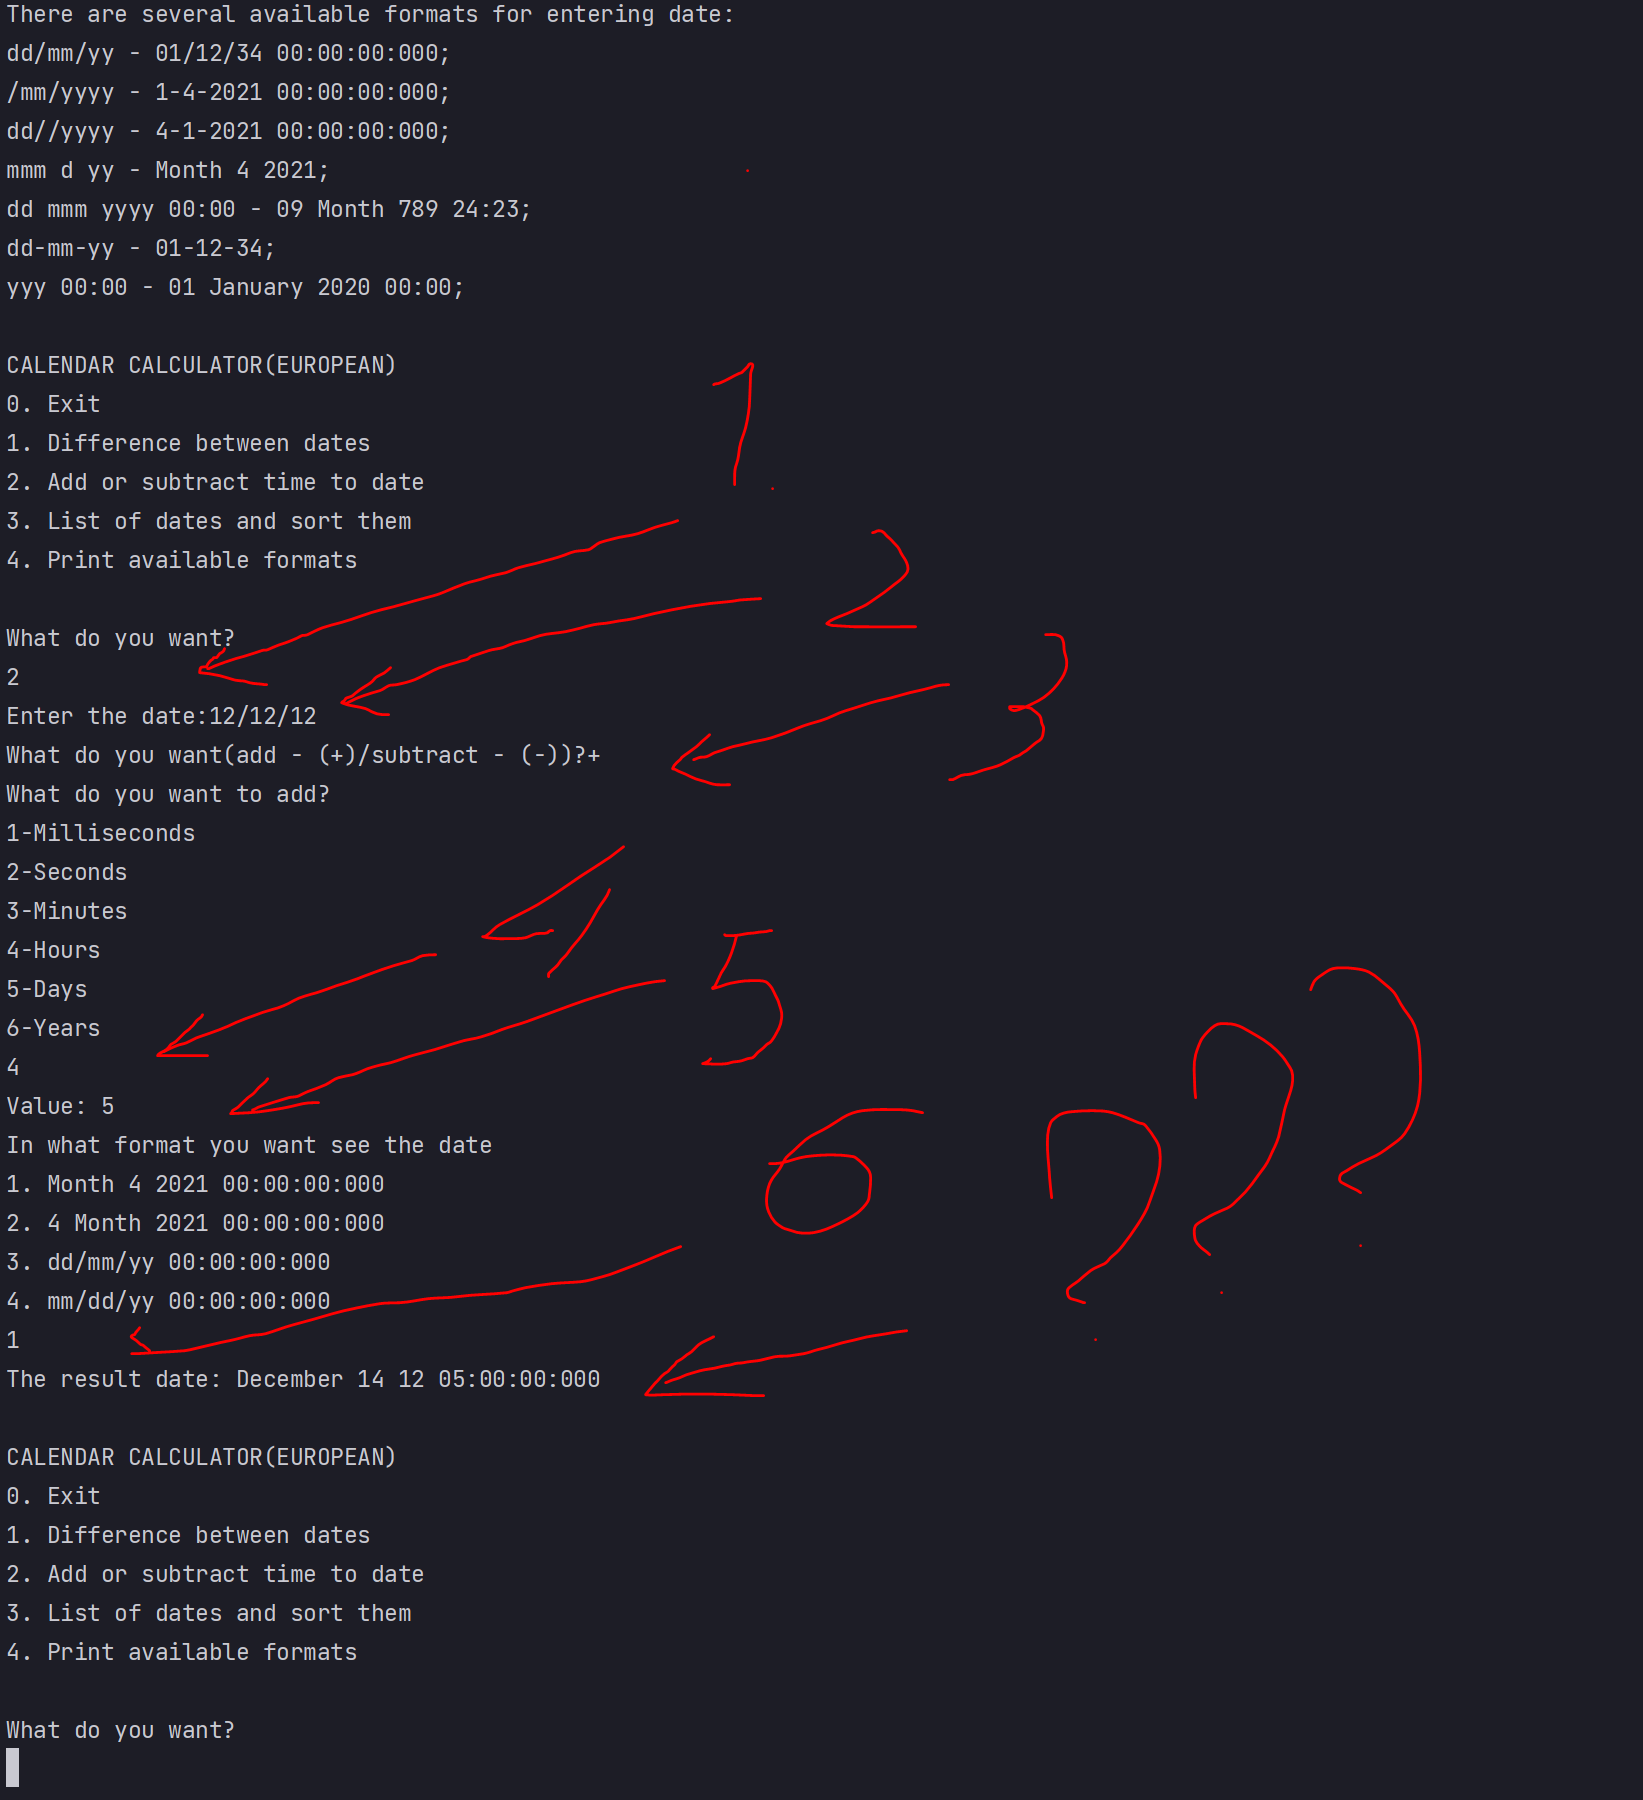 There are several available formats for entering date:
dd/mm/yy - 01/12/34 00:00:00:000;
/mm/yyyy - 1-4-2021 00:00:00:000;
dd//yyyy - 4-1-2021 00:00:00:000;
mmm d yy - Month 4 2021;
dd mmm yyyy 00:00 - 09 Month 789 24:23;
dd-mm-yy - 01-12-34;
yyy 00:00 - 01 January 2020 00:00;
CALENDAR CALCULATOR(EUROPEAN)
0. Exit
1
1. Difference between dates
2. Add or subtract time to date
3. List of dates and sort them
4. Print available formats
2
What do you want?
2
3
Enter the date:12/12/12
What do you want(add - (+)/subtract - (-))?+
What do you want to add?
1-Milliseconds
2-Seconds
3-Minutes
4
4-Hours
5-Days
5
6-Years
4
Value: 5
In what format you want see the date
1. Month 4 2021 00:00:00:000
6
???
2. 4 Month 2021 00:00:00:000
3. dd/mm/yy 00:00:00:000
4. mm/dd/yy 00:00:00:000
1
The result date: December 14 12 05:00:00:000
CALENDAR CALCULATOR(EUROPEAN)
0. Exit
1. Difference between dates
2. Add or subtract time to date
3. List of dates and sort them
4. Print available formats
What do you want?